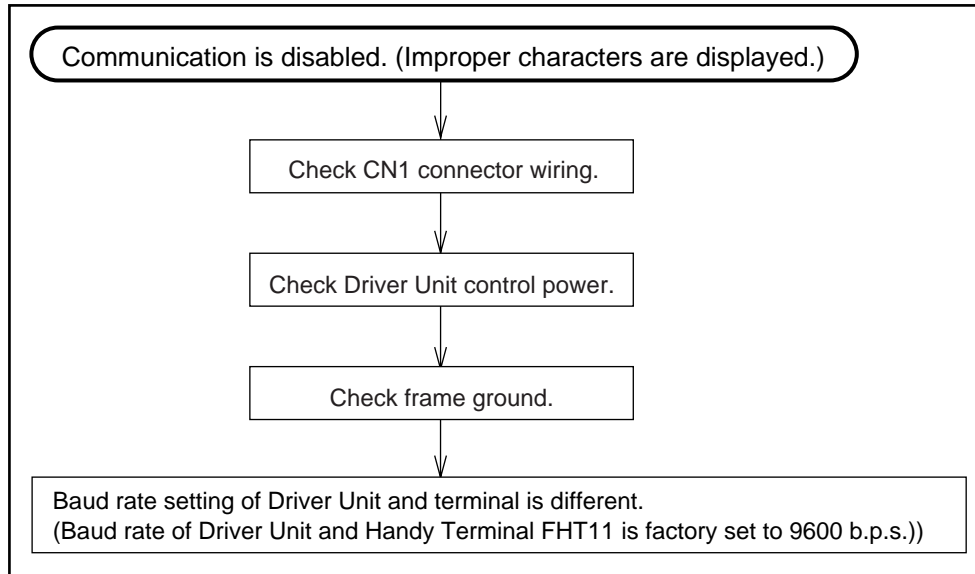 Communication is disabled. (Improper characters are displayed.)
Check CN1 connector wiring.
Check Driver Unit control power.
Check frame ground.
Baud rate setting of Driver Unit and terminal is different.
(Baud rate of Driver Unit and Handy Terminal FHT11 is factory set to 9600 b.p.s.))